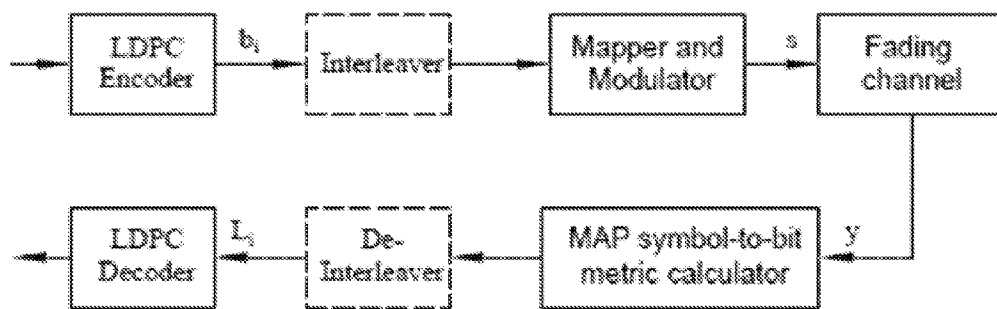 LDPC
Encoder
b_i
Interleaver
Mapper and
Modulator
s
Fading
channel
LDPC
Decoder
L_i
De-
Interleaver
MAP symbol-to-bit
metric calculator
y